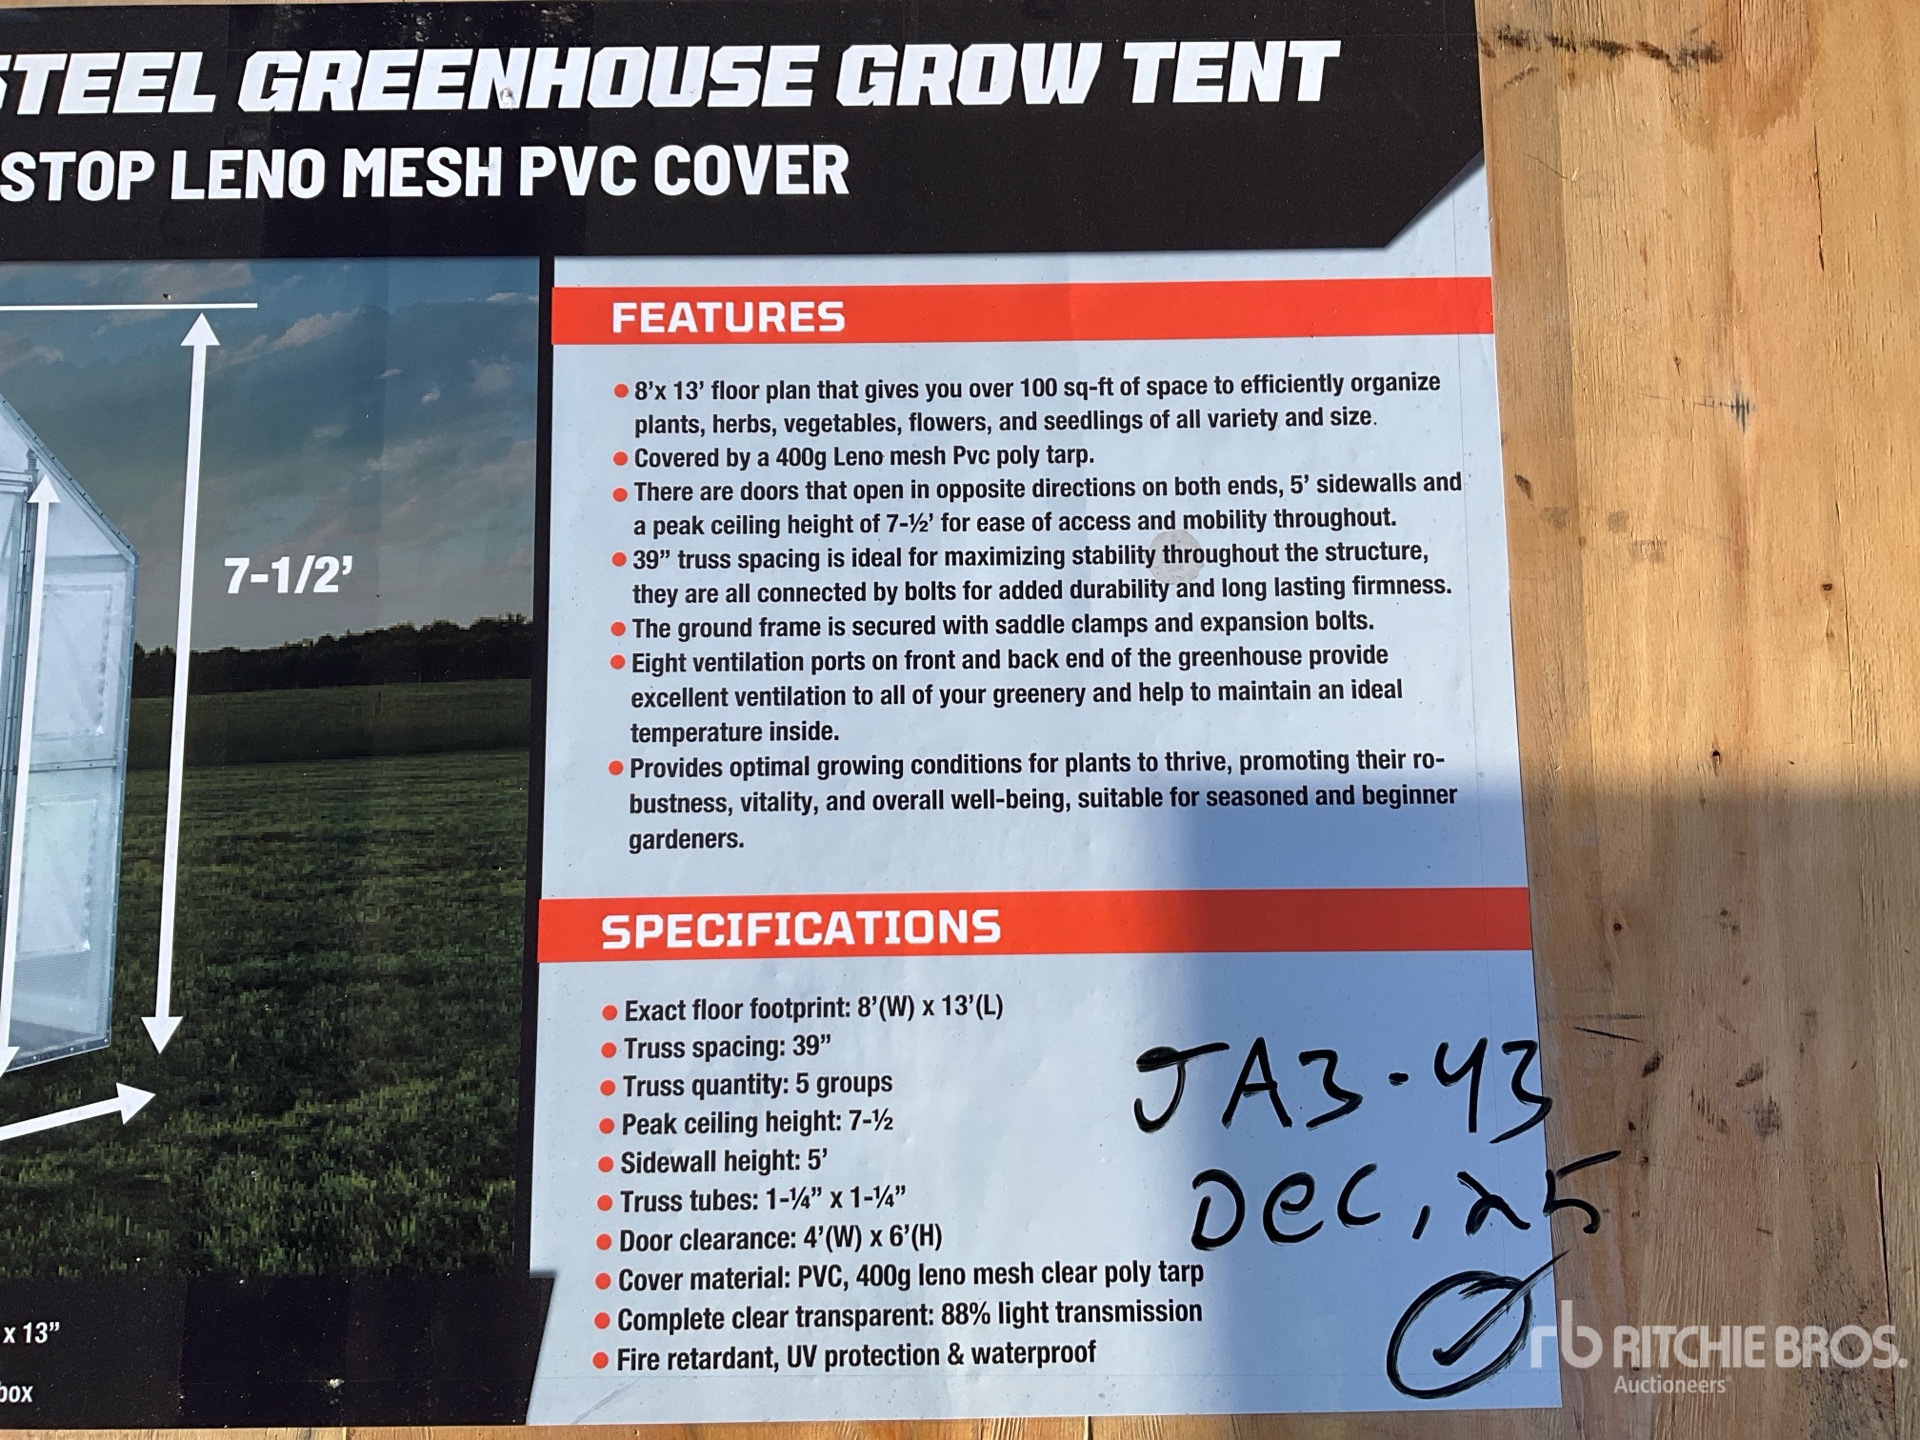 STEEL GREENHOUSE GROW TENT
STOP LENO MESH PVC COVER
7-1/2’
FEATURES
● 8’x 13’ floor plan that gives you over 100 sq-ft of space to efficiently organize
plants, herbs, vegetables, flowers, and seedlings of all variety and size.
● Covered by a 400g Leno mesh Pvc poly tarp.
● There are doors that open in opposite directions on both ends, 5’ sidewalls and
a peak ceiling height of 7-½’ for ease of access and mobility throughout.
● 39” truss spacing is ideal for maximizing stability throughout the structure,
they are all connected by bolts for added durability and long lasting firmness.
● The ground frame is secured with saddle clamps and expansion bolts.
● Eight ventilation ports on front and back end of the greenhouse provide
excellent ventilation to all of your greenery and help to maintain an ideal
temperature inside.
● Provides optimal growing conditions for plants to thrive, promoting their ro-
bustness, vitality, and overall well-being, suitable for seasoned and beginner
gardeners.
SPECIFICATIONS
● Exact floor footprint: 8’(W) x 13’(L)
● Truss spacing: 39”
● Truss quantity: 5 groups
● Peak ceiling height: 7-½
● Sidewall height: 5’
● Truss tubes: 1-¼” x 1-¼”
● Door clearance: 4’(W) x 6’(H)
● Cover material: PVC, 400g leno mesh clear poly tarp
● Complete clear transparent: 88% light transmission
● Fire retardant, UV protection & waterproof
JA3-43
DEC, 25
x 13”
box
rb RITCHIE BROS.
Auctioneers